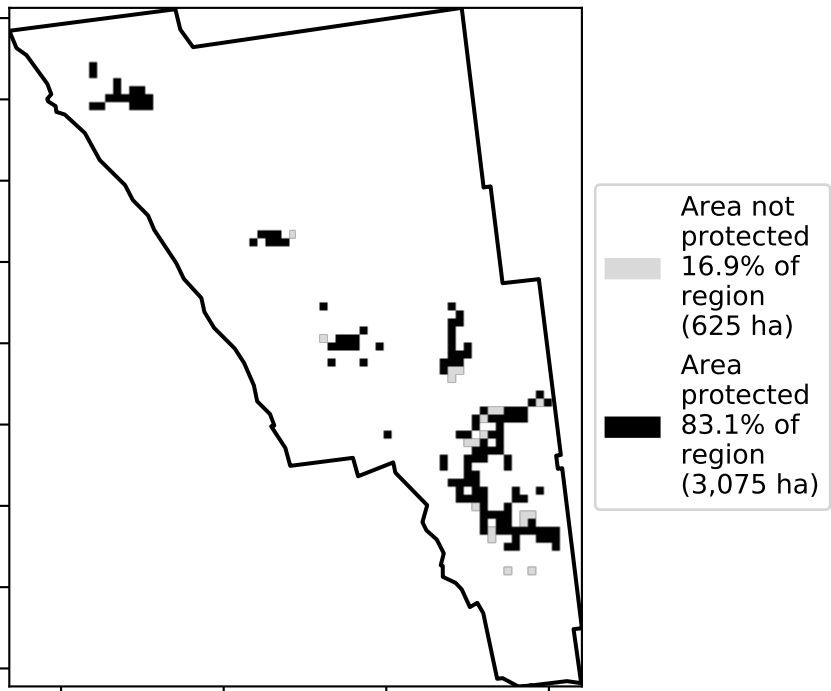 Area not
protected
16.9% of
region
(625 ha)
Area
protected
83.1% of
region
(3,075 ha)